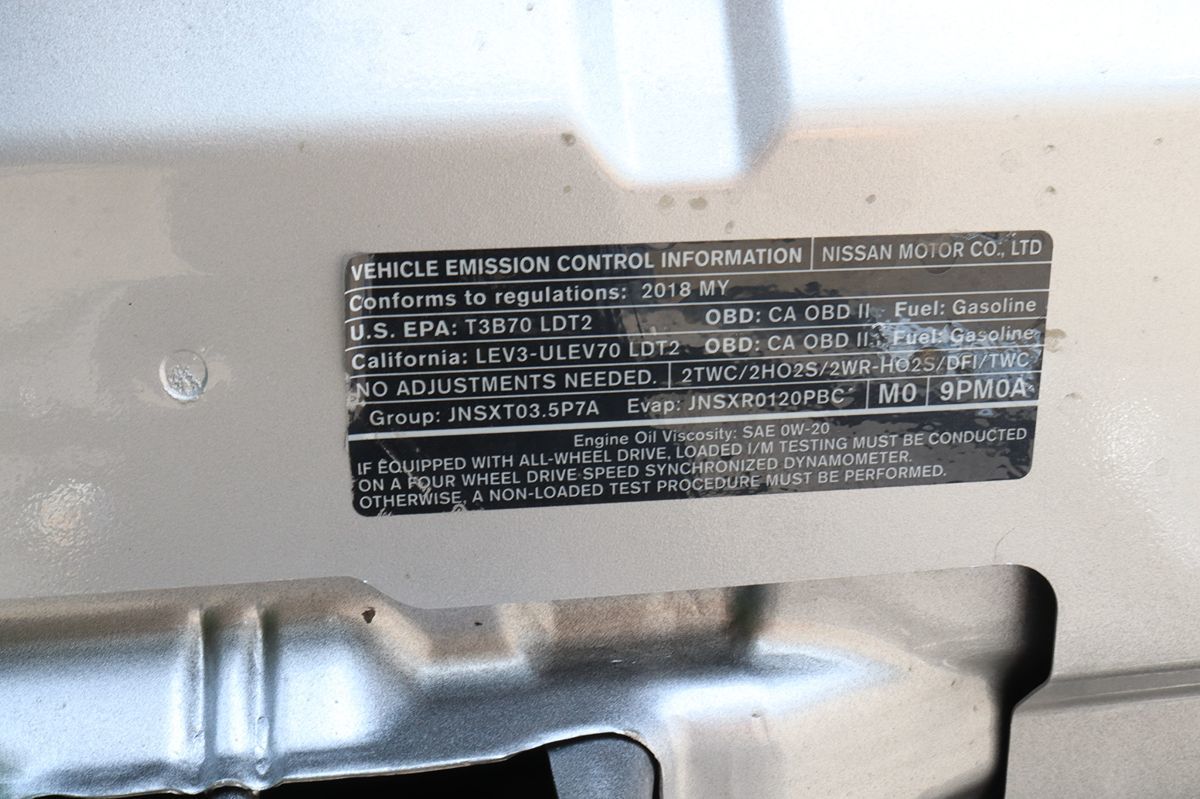 VEHICLE EMISSION CONTROL INFORMATION NISSAN MOTOR CO., LTD
Conforms to regulations: 2018 MY
U.S. EPA: T3B70 LDT2 OBD: CA OBD II Fuel: Gasoline
California: LEV3-ULEV70 LDT2 OBD: CA OBD II Fuel: Gasoline
NO ADJUSTMENTS NEEDED. 2TWC/2HO2S/2WR-HO2S/DFI/TWC
Group: JNSXT03.5P7A Evap: JNSXR0120PBC M0 9PM0A
Engine Oil Viscosity: SAE 0W-20
IF EQUIPPED WITH ALL-WHEEL DRIVE, LOADED I/M TESTING MUST BE CONDUCTED
ON A FOUR WHEEL DRIVE SPEED SYNCHRONIZED DYNAMOMETER.
OTHERWISE, A NON-LOADED TEST PROCEDURE MUST BE PERFORMED.